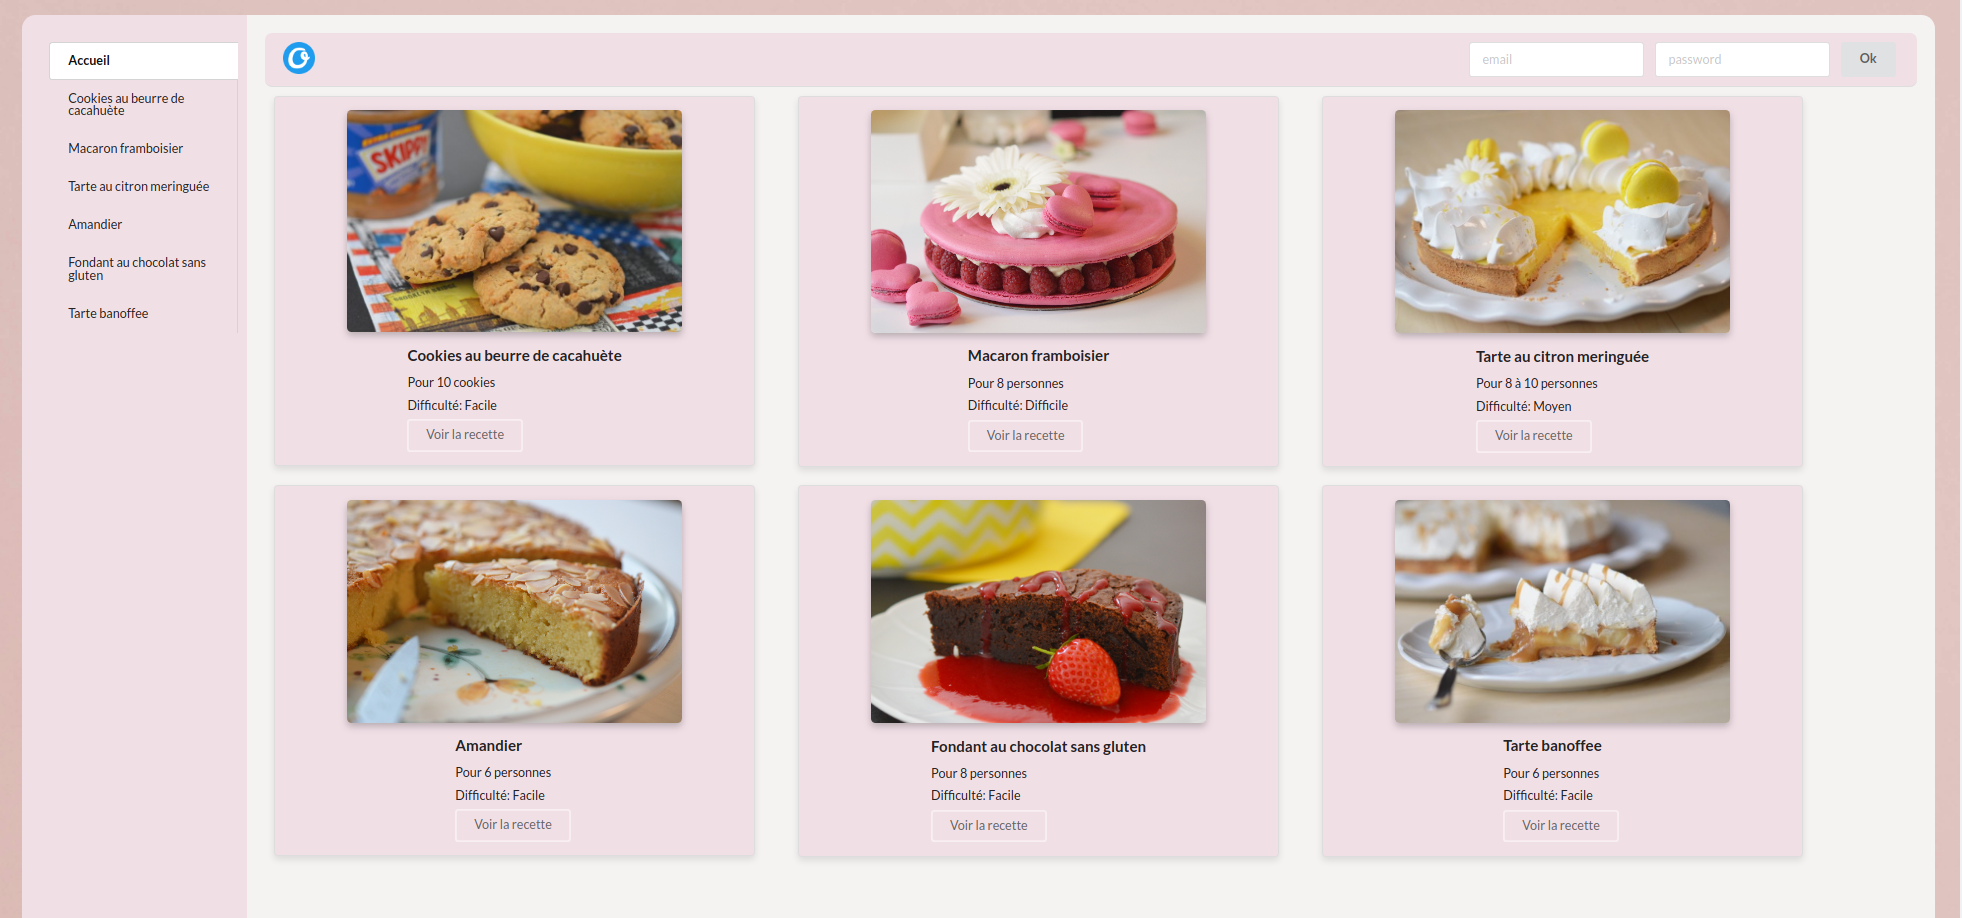 Accueil
Cookies au beurre de
cacahuète
Macaron framboisier
Tarte au citron meringuée
Amandier
Fondant au chocolat sans
gluten
Tarte banoffee
email
password
Ok
SKIPPY
BROOKLYN BRIDGE
Cookies au beurre de cacahuète
Pour 10 cookies
Difficulté: Facile
Voir la recette
Macaron framboisier
Pour 8 personnes
Difficulté: Difficile
Voir la recette
Tarte au citron meringuée
Pour 8 à 10 personnes
Difficulté: Moyen
Voir la recette
Amandier
Pour 6 personnes
Difficulté: Facile
Voir la recette
Fondant au chocolat sans gluten
Pour 8 personnes
Difficulté: Facile
Voir la recette
Tarte banoffee
Pour 6 personnes
Difficulté: Facile
Voir la recette